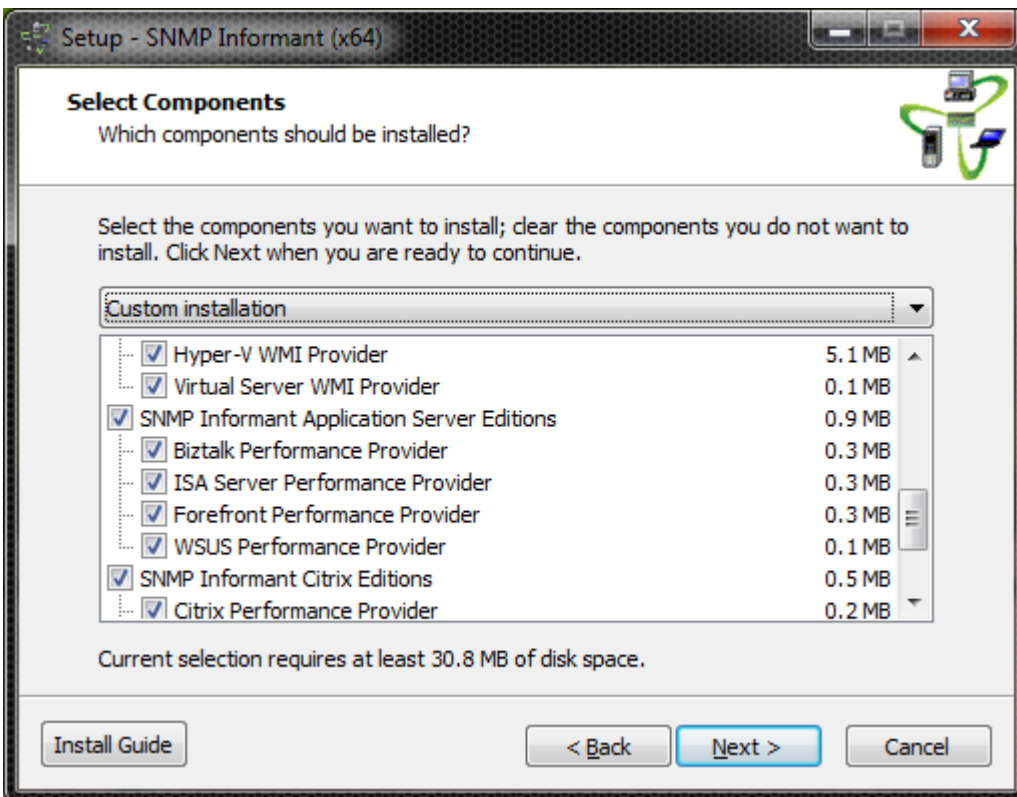 Setup - SNMP Informant (x64)
Select Components
Which components should be installed?
Select the components you want to install; clear the components you do not want to
install. Click Next when you are ready to continue.
Custom installation
Hyper-V WMI Provider 5.1 MB
Virtual Server WMI Provider 0.1 MB
SNMP Informant Application Server Editions 0.9 MB
Biztalk Performance Provider 0.3 MB
ISA Server Performance Provider 0.3 MB
Forefront Performance Provider 0.3 MB
WSUS Performance Provider 0.1 MB
SNMP Informant Citrix Editions 0.5 MB
Citrix Performance Provider 0.2 MB
Current selection requires at least 30.8 MB of disk space.
Install Guide < Back Next > Cancel